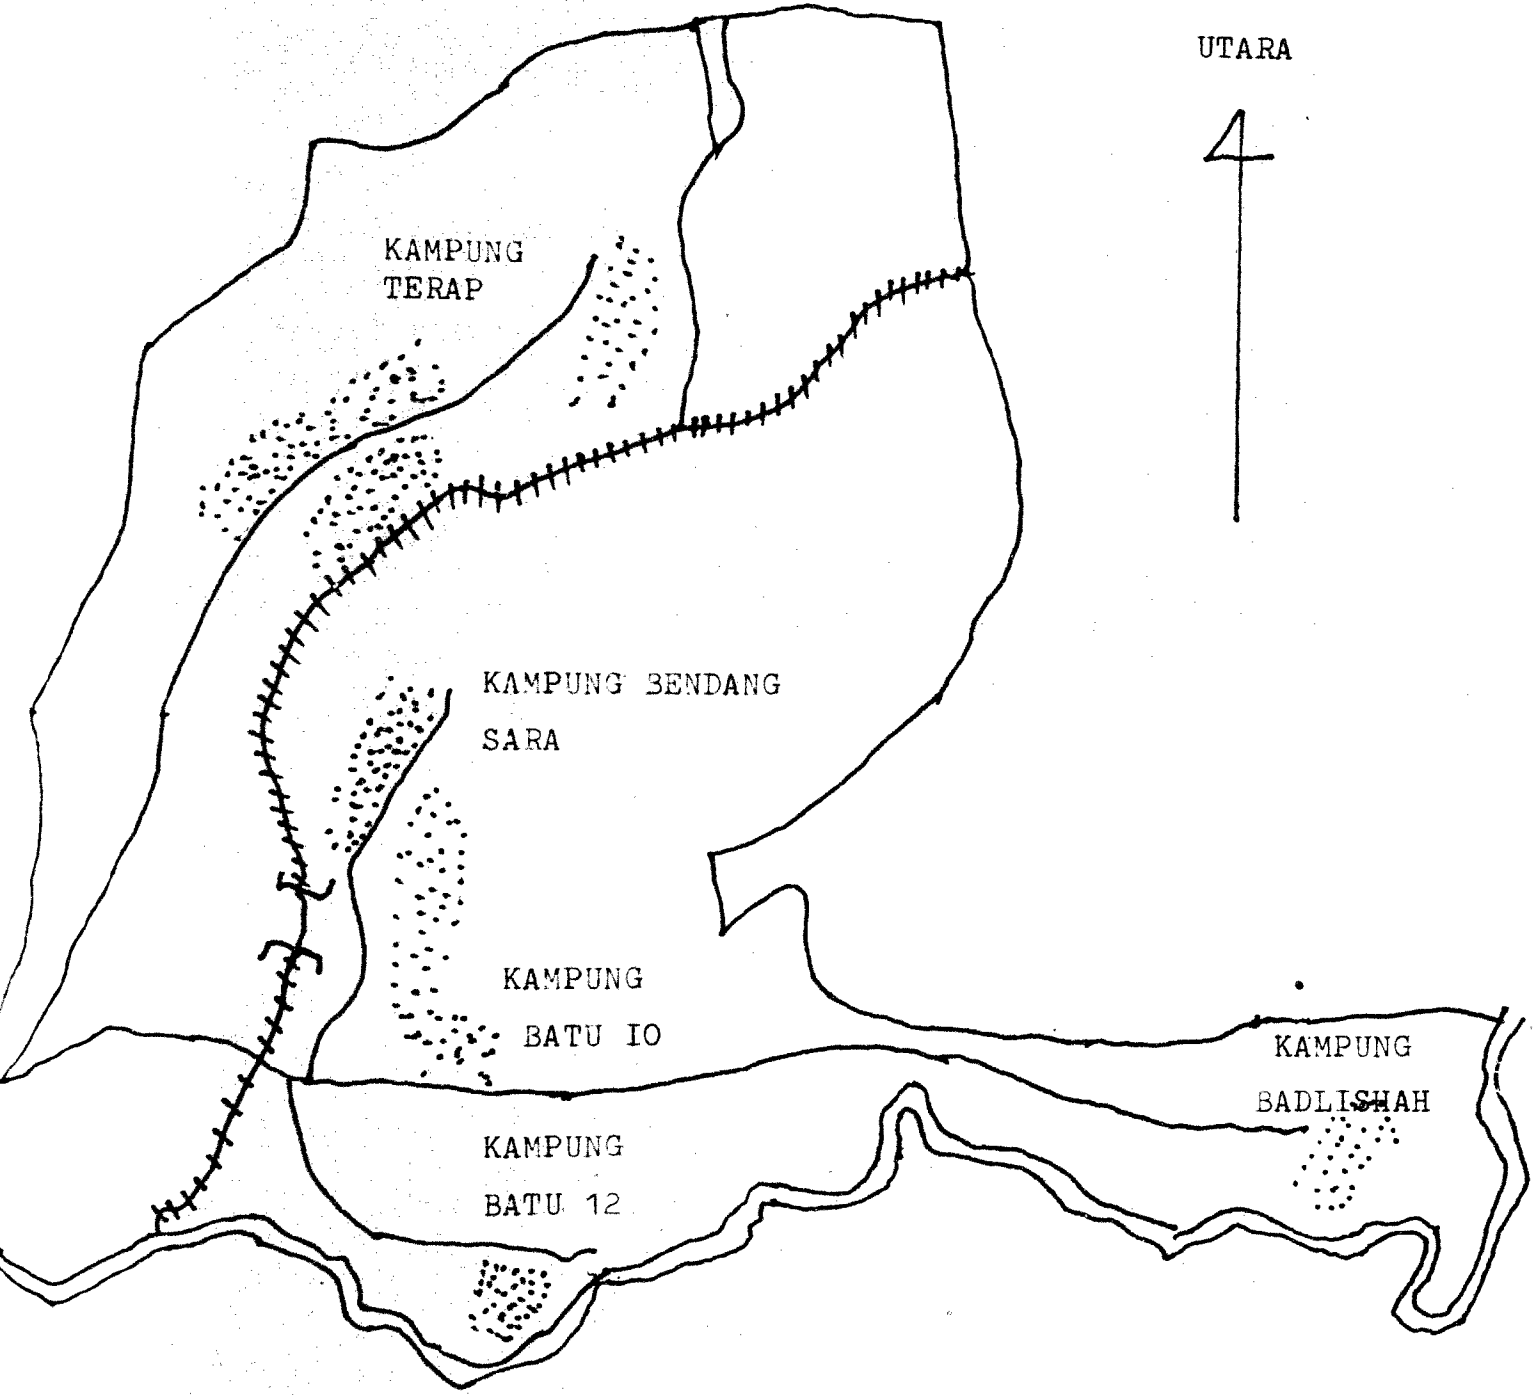 UTARA
KAMPUNG
TERAP
KAMPUNG BENDANG
SARA
KAMPUNG
BATU IO
KAMPUNG
BADLISHAH
KAMPUNG
BATU 12